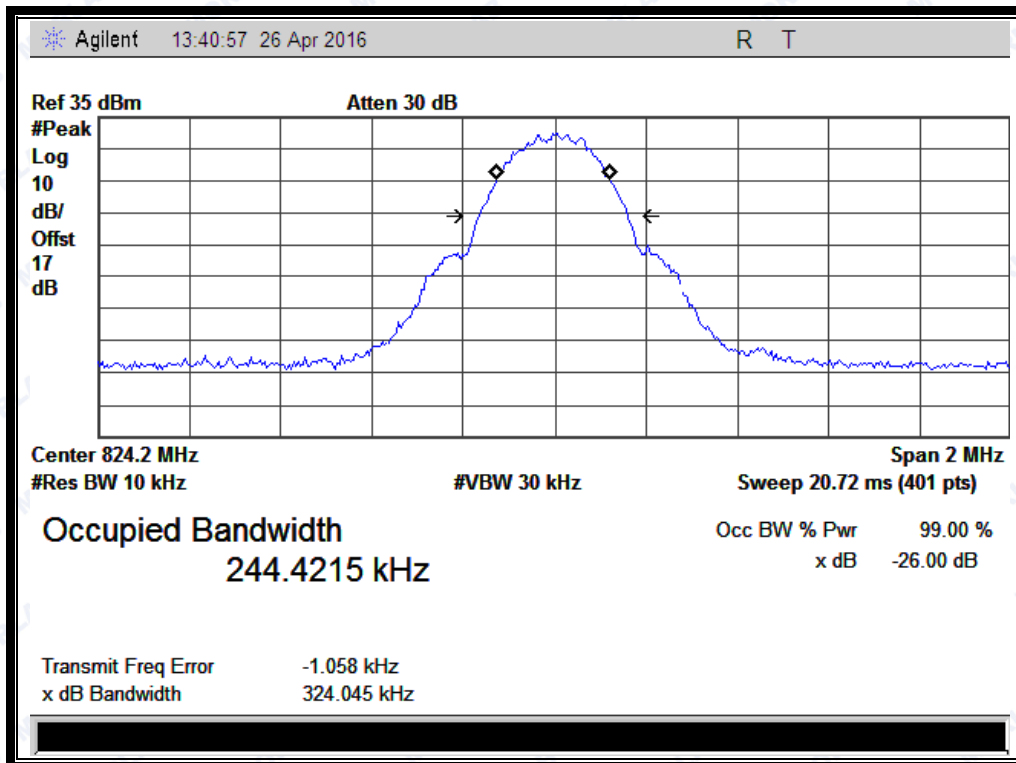 Agilent 13:40:57 26 Apr 2016 R T
Ref 35 dBm Atten 30 dB
#Peak
Log
10
dB/
Offst
17
dB
Center 824.2 MHz Span 2 MHz
#Res BW 10 kHz #VBW 30 kHz Sweep 20.72 ms (401 pts)
Occupied Bandwidth Occ BW % Pwr 99.00 %
244.4215 kHz x dB -26.00 dB
Transmit Freq Error -1.058 kHz
x dB Bandwidth 324.045 kHz